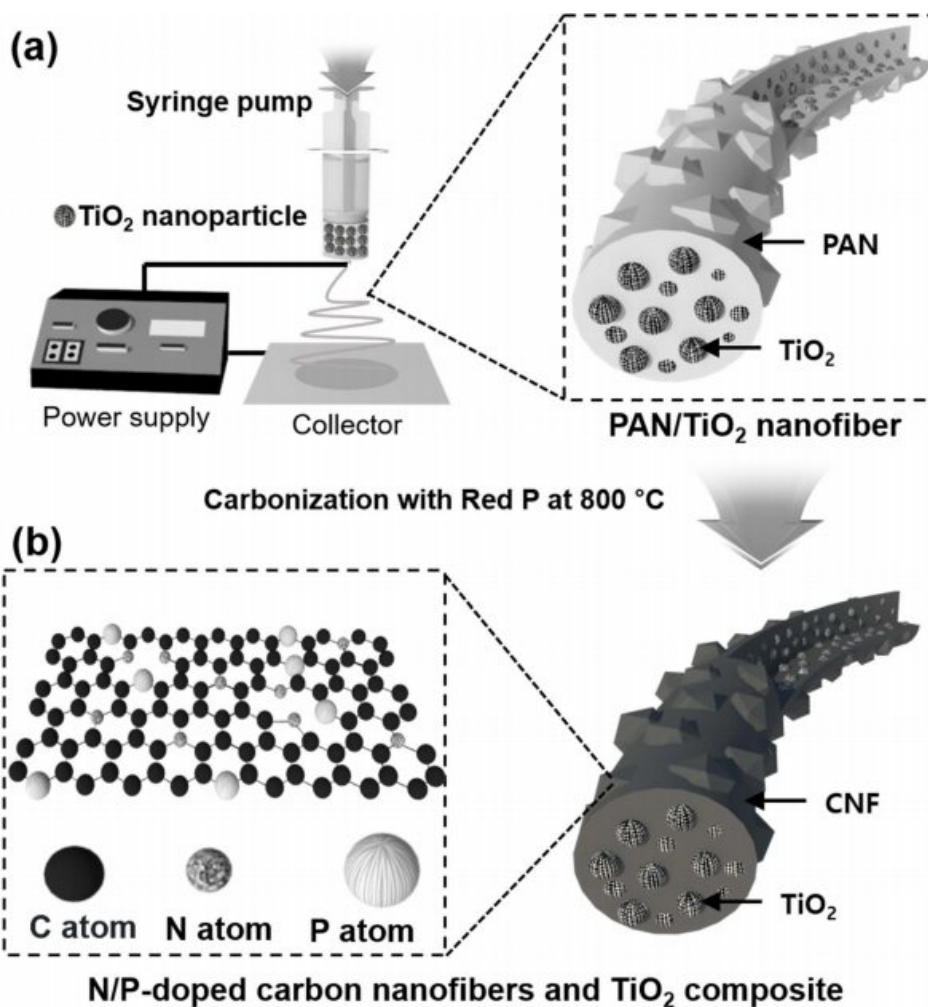 (a)
Syringe pump
TiO₂ nanoparticle
Power supply
Collector
PAN
TiO₂
PAN/TiO₂ nanofiber
Carbonization with Red P at 800 °C
(b)
C atom
N atom
P atom
CNF
TiO₂
N/P-doped carbon nanofibers and TiO₂ composite